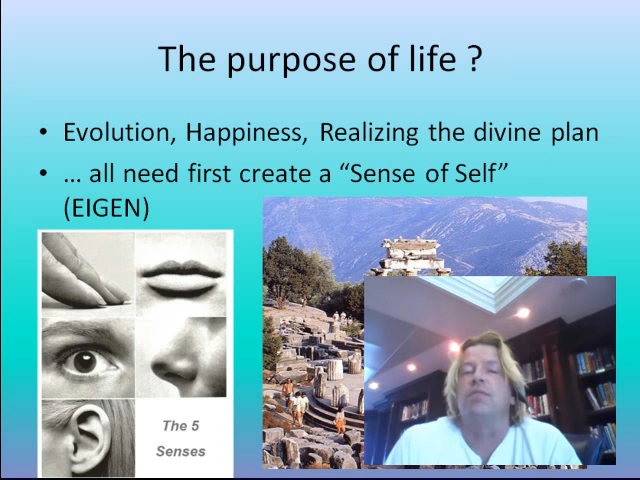 The purpose of life ?
• Evolution, Happiness, Realizing the divine plan
• … all need first create a “Sense of Self”
(EIGEN)
The 5
Senses